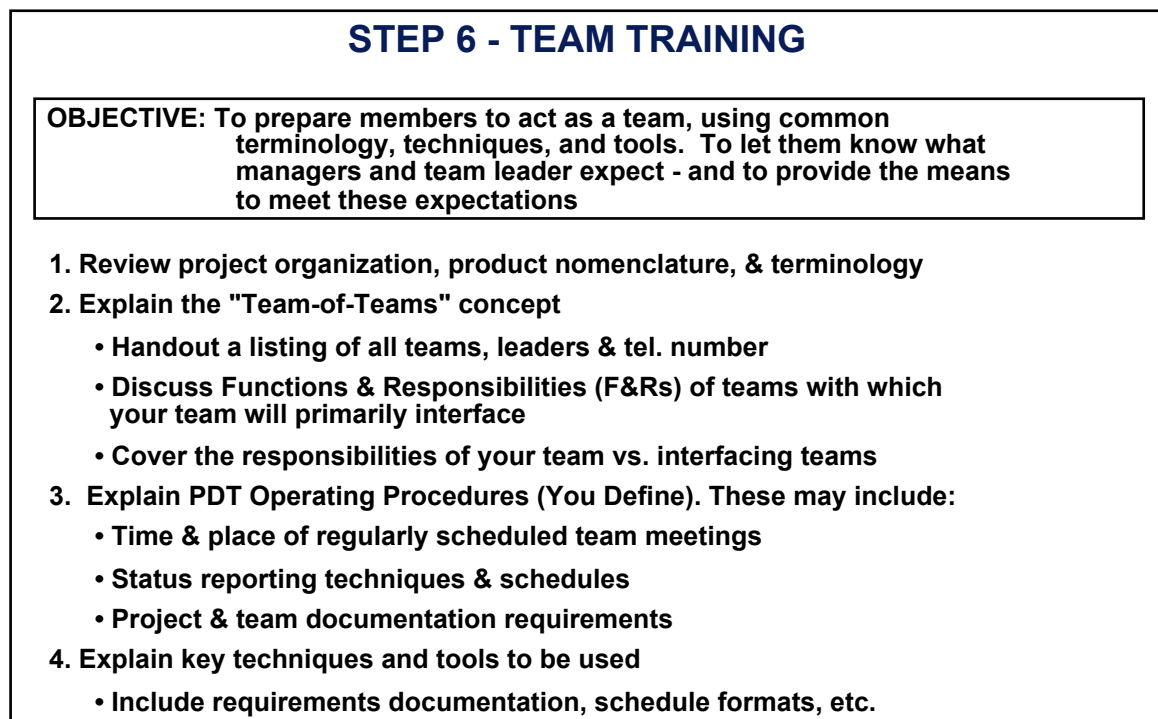 STEP 6 - TEAM TRAINING
OBJECTIVE: To prepare members to act as a team, using common
terminology, techniques, and tools.  To let them know what
managers and team leader expect - and to provide the means
to meet these expectations
1. Review project organization, product nomenclature, & terminology
2. Explain the "Team-of-Teams" concept
• Handout a listing of all teams, leaders & tel. number
• Discuss Functions & Responsibilities (F&Rs) of teams with which
your team will primarily interface
• Cover the responsibilities of your team vs. interfacing teams
3.  Explain PDT Operating Procedures (You Define). These may include:
• Time & place of regularly scheduled team meetings
• Status reporting techniques & schedules
• Project & team documentation requirements
4. Explain key techniques and tools to be used
• Include requirements documentation, schedule formats, etc.